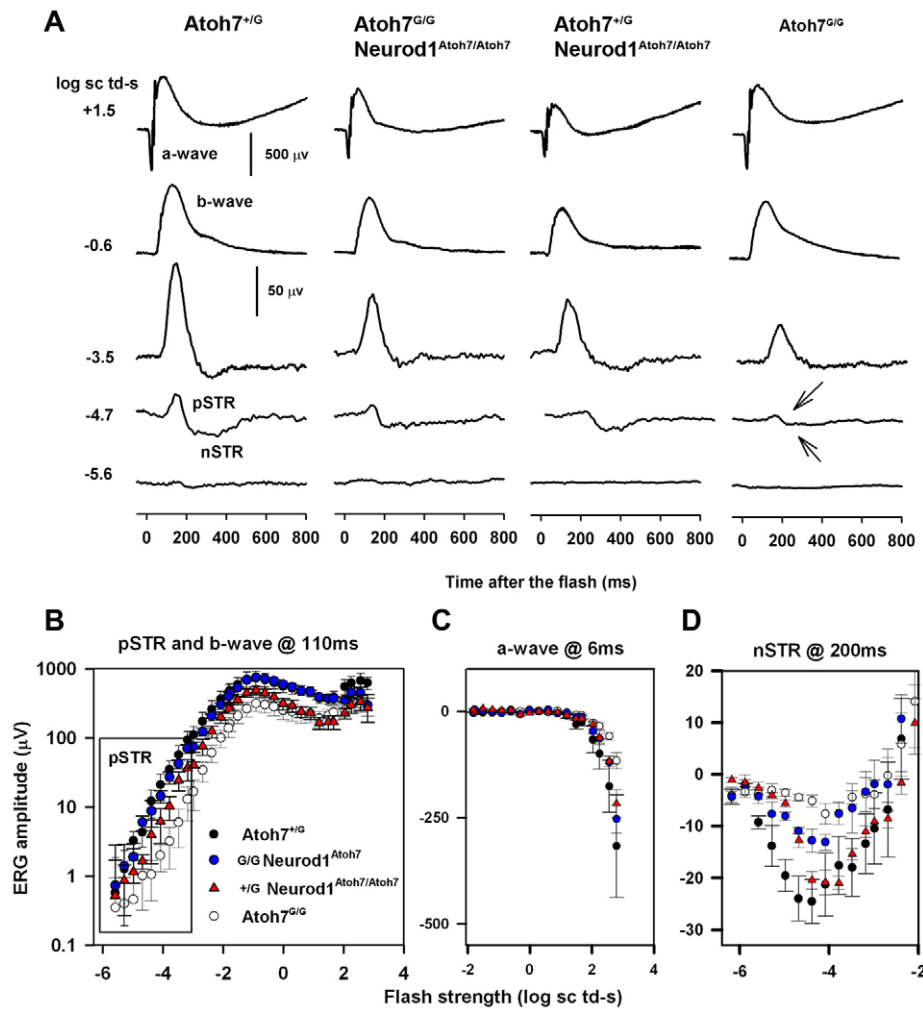 A
Atoh7+/G
Atoh7G/G
Neurod1Atoh7/Atoh7
Atoh7+/G
Neurod1Atoh7/Atoh7
Atoh7G/G
log sc td-s
+1.5
a-wave
500 μv
b-wave
-0.6
50 μv
-3.5
-4.7
pSTR
nSTR
-5.6
0 200 400 600 800
0 200 400 600 800
0 200 400 600 800
0 200 400 600 800
Time after the flash (ms)
B
pSTR and b-wave @ 110ms
ERG amplitude (μV)
1000
100
10
1
0.1
pSTR
Atoh7+/G
G/G Neurod1Atoh7
+/G Neurod1Atoh7/Atoh7
Atoh7G/G
-6 -4 -2 0 2 4
C
a-wave @ 6ms
0
-250
-500
-2 0 2 4
D
nSTR @ 200ms
20
10
0
-10
-20
-30
-6 -4 -2
Flash strength (log sc td-s)